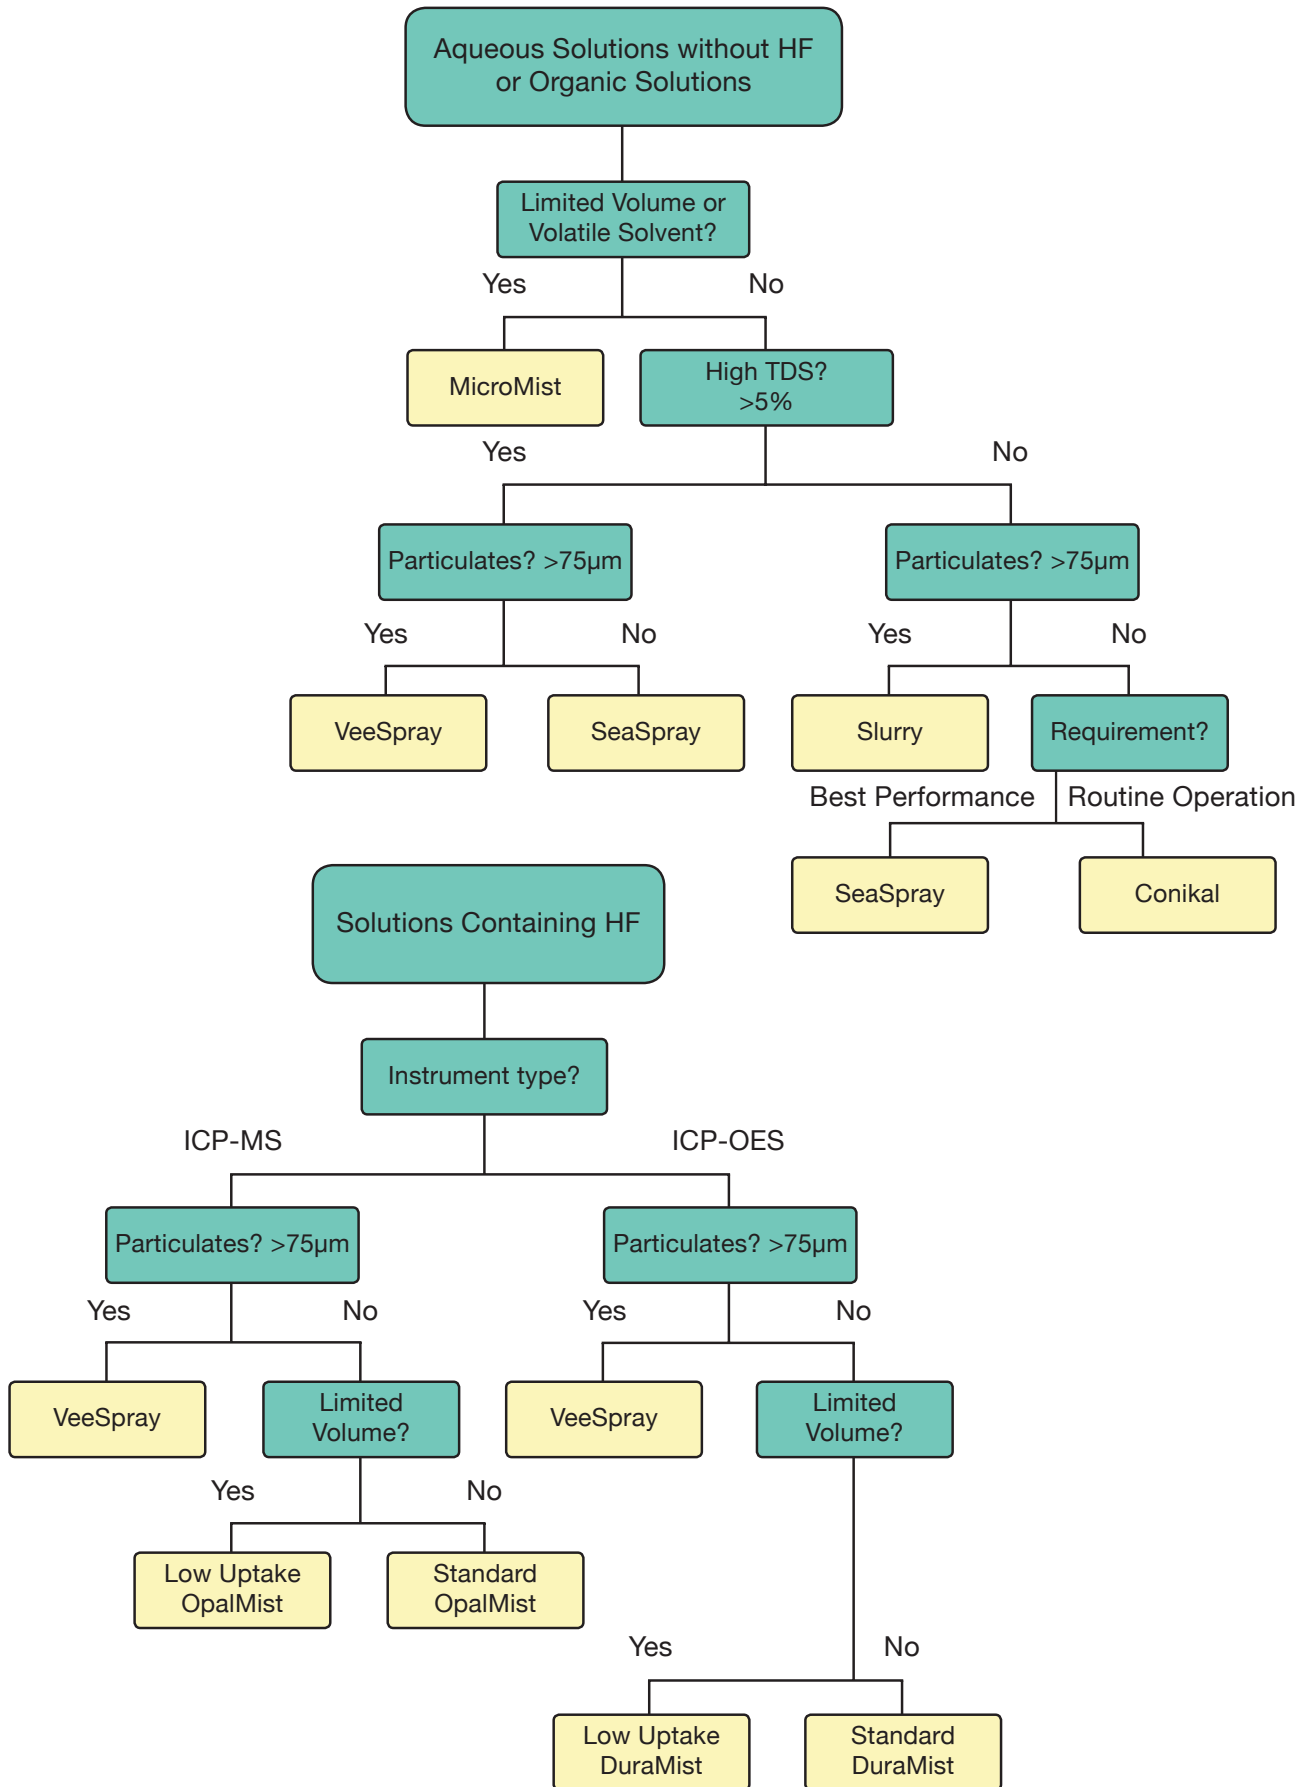 Aqueous Solutions without HF
or Organic Solutions
Limited Volume or
Volatile Solvent?
Yes
No
MicroMist
High TDS?
>5%
Yes
No
Particulates? >75µm
Particulates? >75µm
Yes
No
Yes
No
VeeSpray
SeaSpray
Slurry
Requirement?
Best Performance
Routine Operation
SeaSpray
Conikal
Solutions Containing HF
Instrument type?
ICP-MS
ICP-OES
Particulates? >75µm
Particulates? >75µm
Yes
No
Yes
No
VeeSpray
Limited
Volume?
VeeSpray
Limited
Volume?
Yes
No
Low Uptake
OpalMist
Standard
OpalMist
Yes
No
Low Uptake
DuraMist
Standard
DuraMist